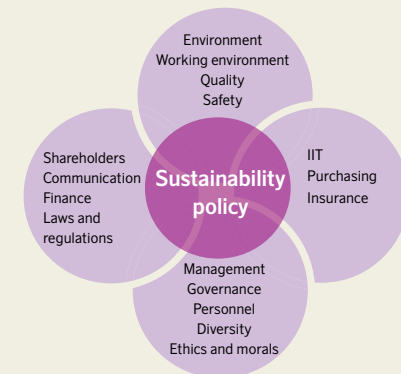 Environment
Working environment
Quality
Safety
Shareholders
Communication
Finance
Laws and
regulations
Sustainability
policy
IIT
Purchasing
Insurance
Management
Governance
Personnel
Diversity
Ethics and morals